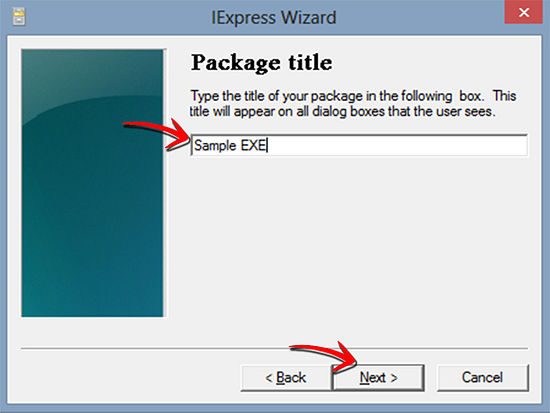 IExpress Wizard
Package title
Type the title of your package in the following  box.  This
title will appear on all dialog boxes that the user sees.
Sample EXE
< Back
Next >
Cancel